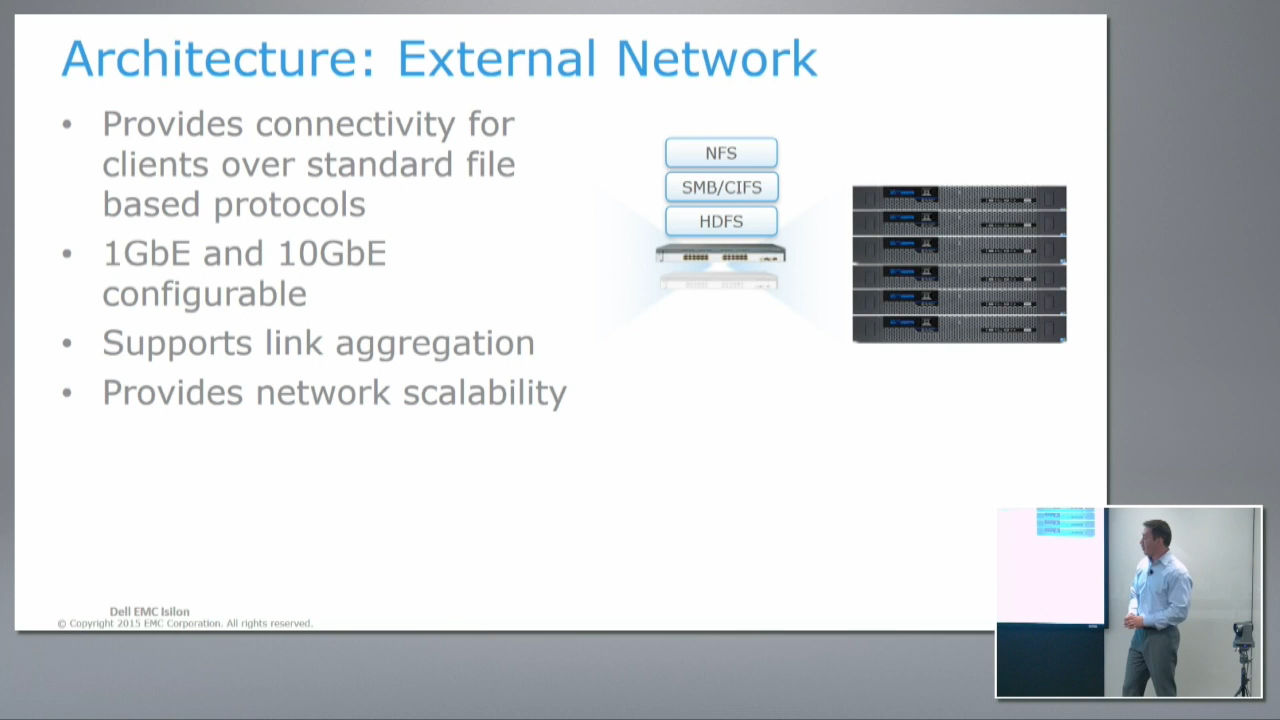 Architecture: External Network
• Provides connectivity for
clients over standard file
based protocols
• 1GbE and 10GbE
configurable
• Supports link aggregation
• Provides network scalability
NFS
SMB/CIFS
HDFS
Dell EMC Isilon
© Copyright 2015 EMC Corporation. All rights reserved.